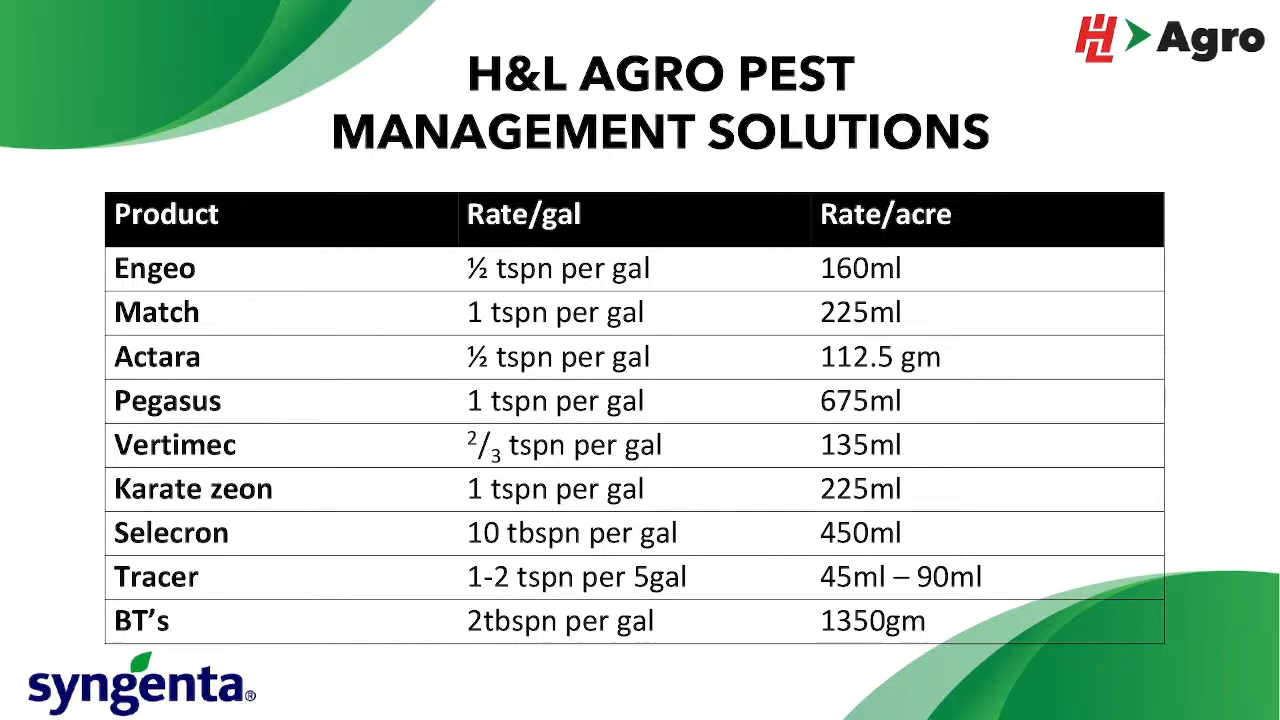 HL Agro
H&L AGRO PEST
MANAGEMENT SOLUTIONS
Product Rate/gal Rate/acre
Engeo ½ tspn per gal 160ml
Match 1 tspn per gal 225ml
Actara ½ tspn per gal 112.5 gm
Pegasus 1 tspn per gal 675ml
Vertimec 2/3 tspn per gal 135ml
Karate zeon 1 tspn per gal 225ml
Selecron 10 tbspn per gal 450ml
Tracer 1-2 tspn per 5gal 45ml – 90ml
BT’s 2tbspn per gal 1350gm
syngenta®